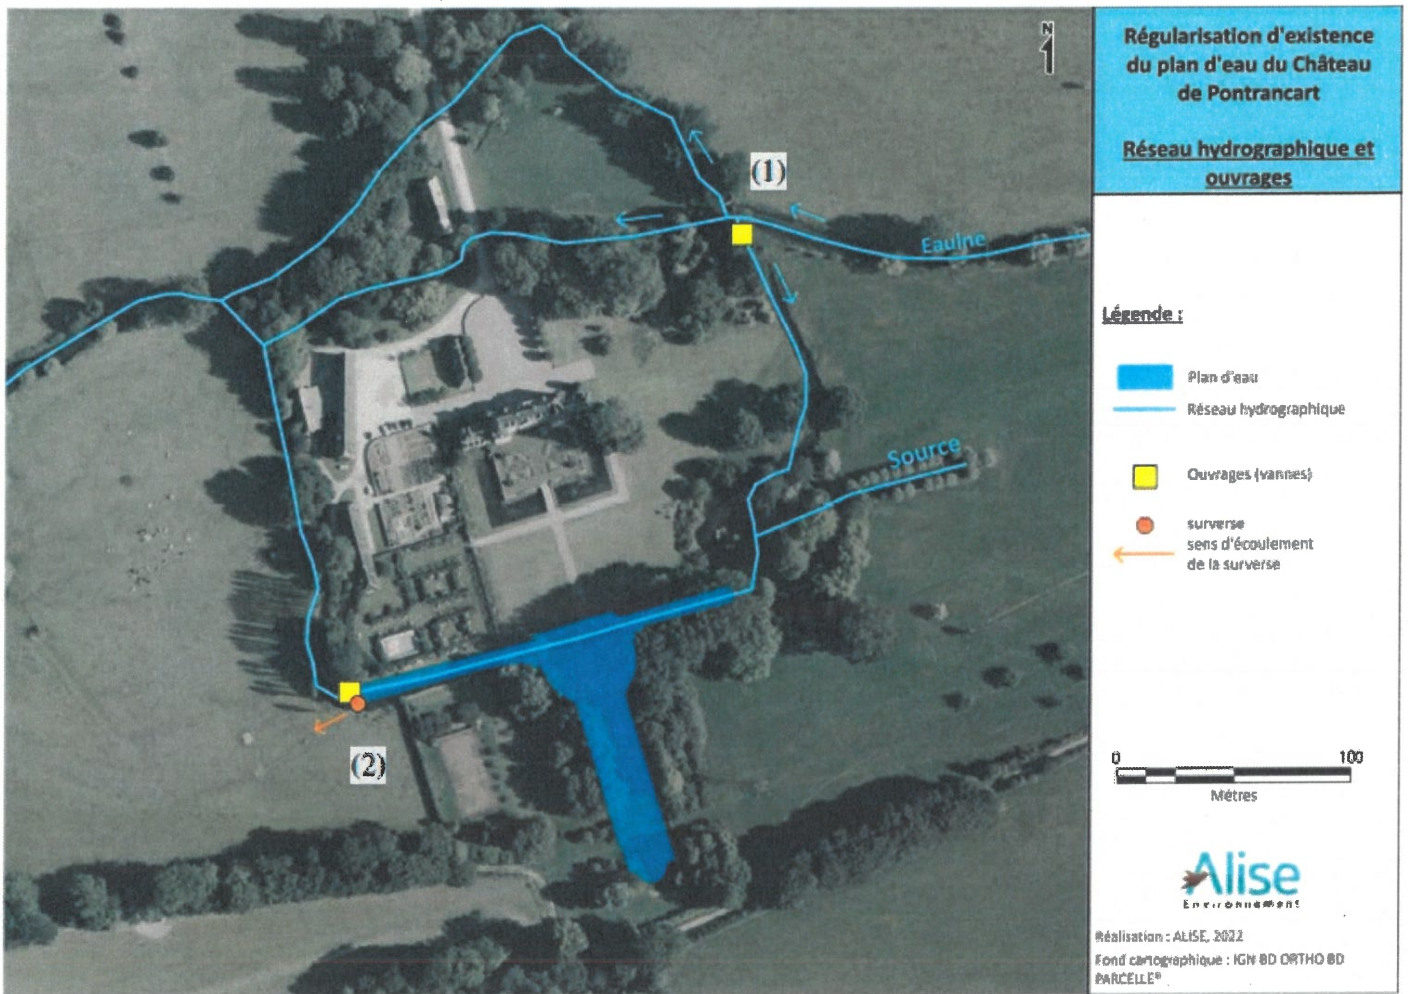 N
(1)
Eaulne
Source
(2)
Régularisation d'existence
du plan d'eau du Château
de Pontrancart
Réseau hydrographique et
ouvrages
Légende :
Plan d'eau
Réseau hydrographique
Ouvrages (vannes)
surverse
sens d'écoulement
de la surverse
0 100
Mètres
Alise
Environnement
Réalisation : ALISE, 2022
Fond cartographique : IGN BD ORTHO BD
PARCELLE®